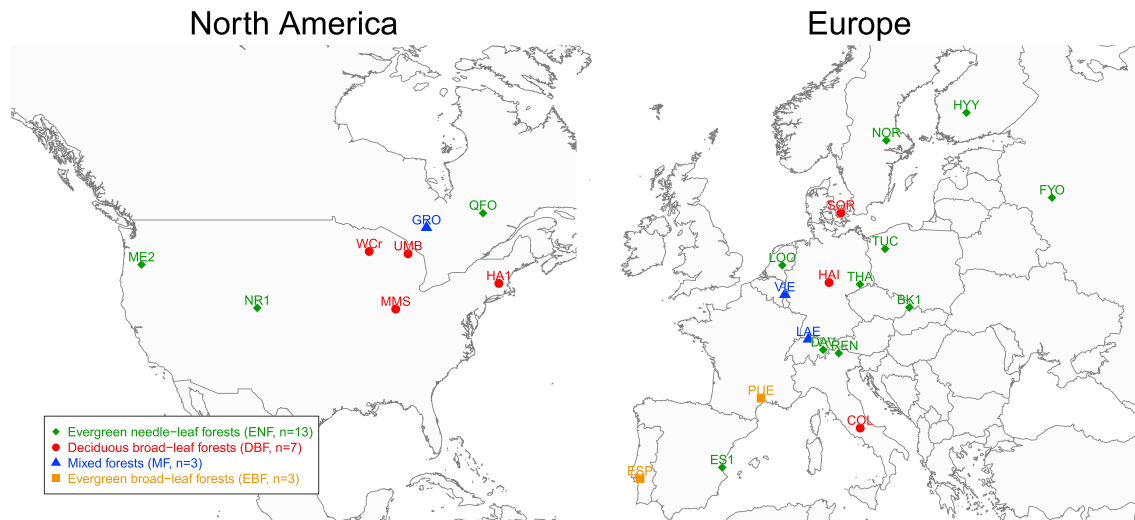 North America
Europe
HYY
NOR
FYO
QFO
GRO
SOR
WCr
UMB
TUC
ME2
LOO
HA1
HAI
THA
VIE
NR1
MMS
BK1
LAE
DAV
REN
PUE
COL
ES1
ESP
Evergreen needle−leaf forests (ENF, n=13)
Deciduous broad−leaf forests (DBF, n=7)
Mixed forests (MF, n=3)
Evergreen broad−leaf forests (EBF, n=3)